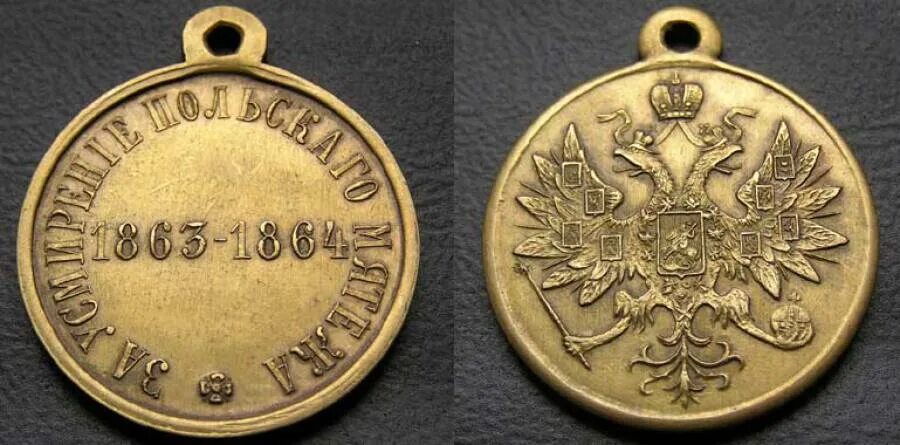 ЗА УСМИРЕНІЕ ПОЛЬСКАГО МЯТЕЖА
1863-1864